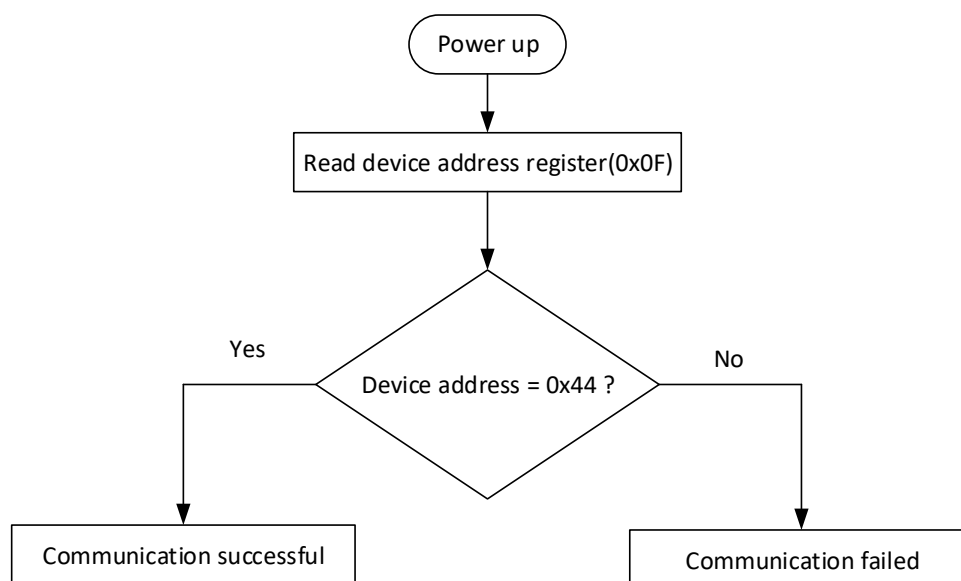 Power up
Read device address register(0x0F)
Yes
No
Device address = 0x44 ?
Communication successful
Communication failed